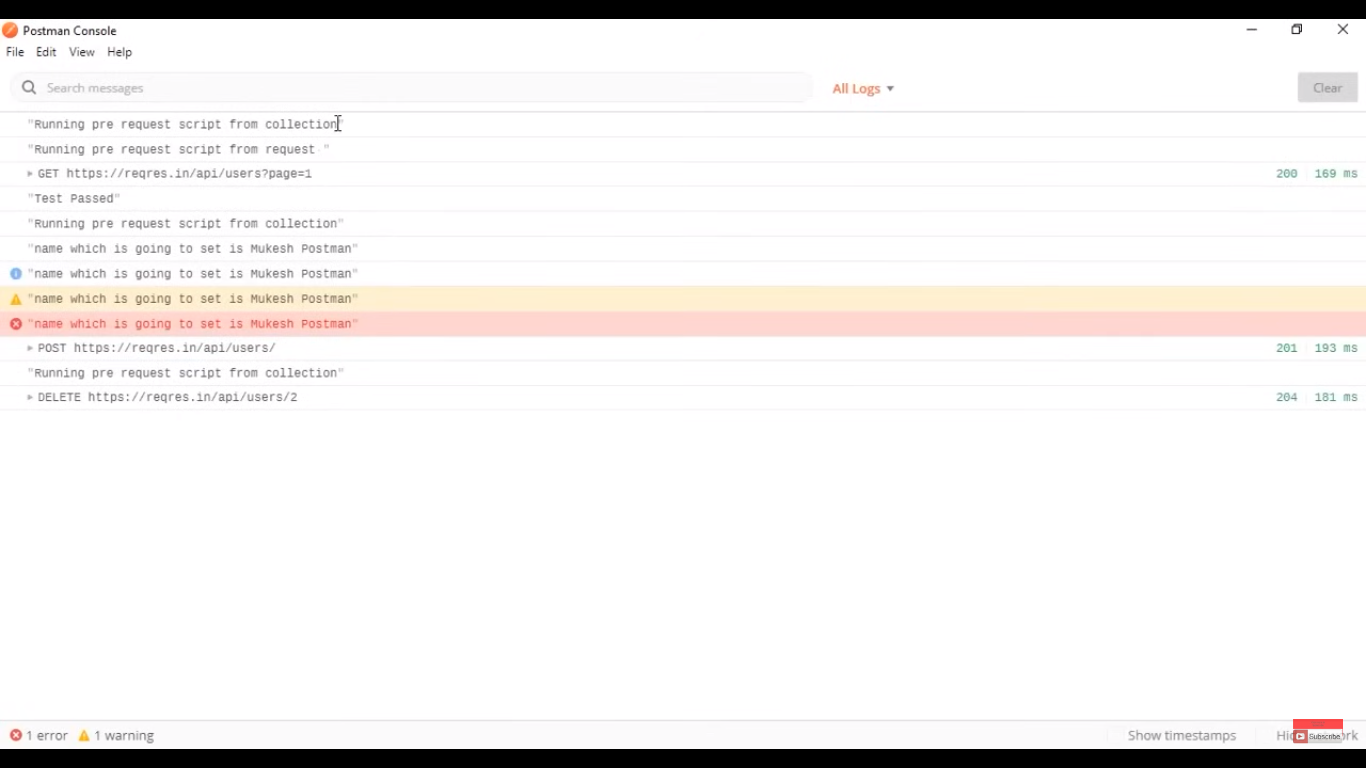 Postman Console
File Edit View Help
Search messages All Logs Clear
"Running pre request script from collection"
"Running pre request script from request "
GET https://reqres.in/api/users?page=1 200 169 ms
"Test Passed"
"Running pre request script from collection"
"name which is going to set is Mukesh Postman"
"name which is going to set is Mukesh Postman"
"name which is going to set is Mukesh Postman"
"name which is going to set is Mukesh Postman"
POST https://reqres.in/api/users/ 201 193 ms
"Running pre request script from collection"
DELETE https://reqres.in/api/users/2 204 181 ms
1 error 1 warning Show timestamps Subscribe